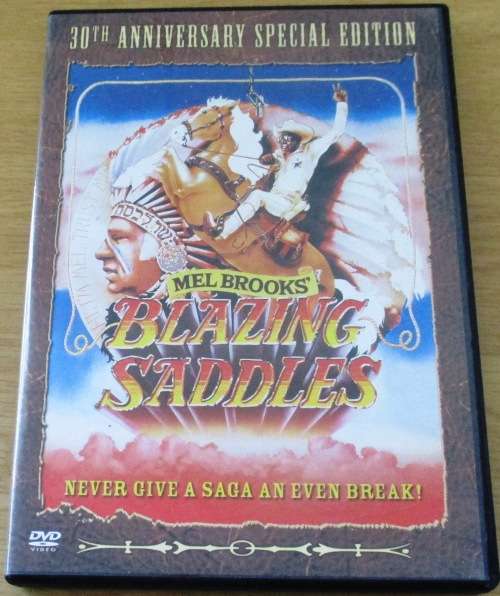 30TH ANNIVERSARY SPECIAL EDITION
MEL BROOKS'
BLAZING
SADDLES
NEVER GIVE A SAGA AN EVEN BREAK!
DVD
VIDEO